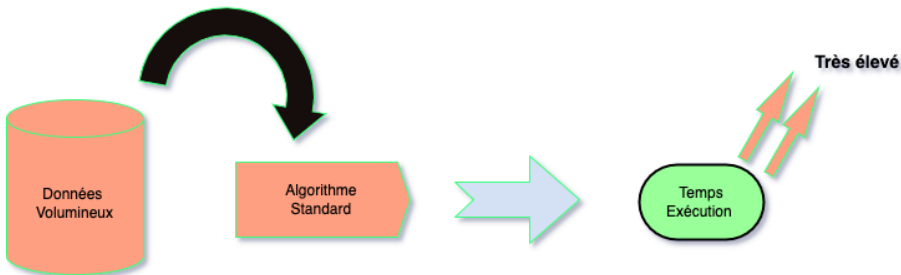 Très élevé
Données
Volumineux
Algorithme
Standard
Temps
Exécution